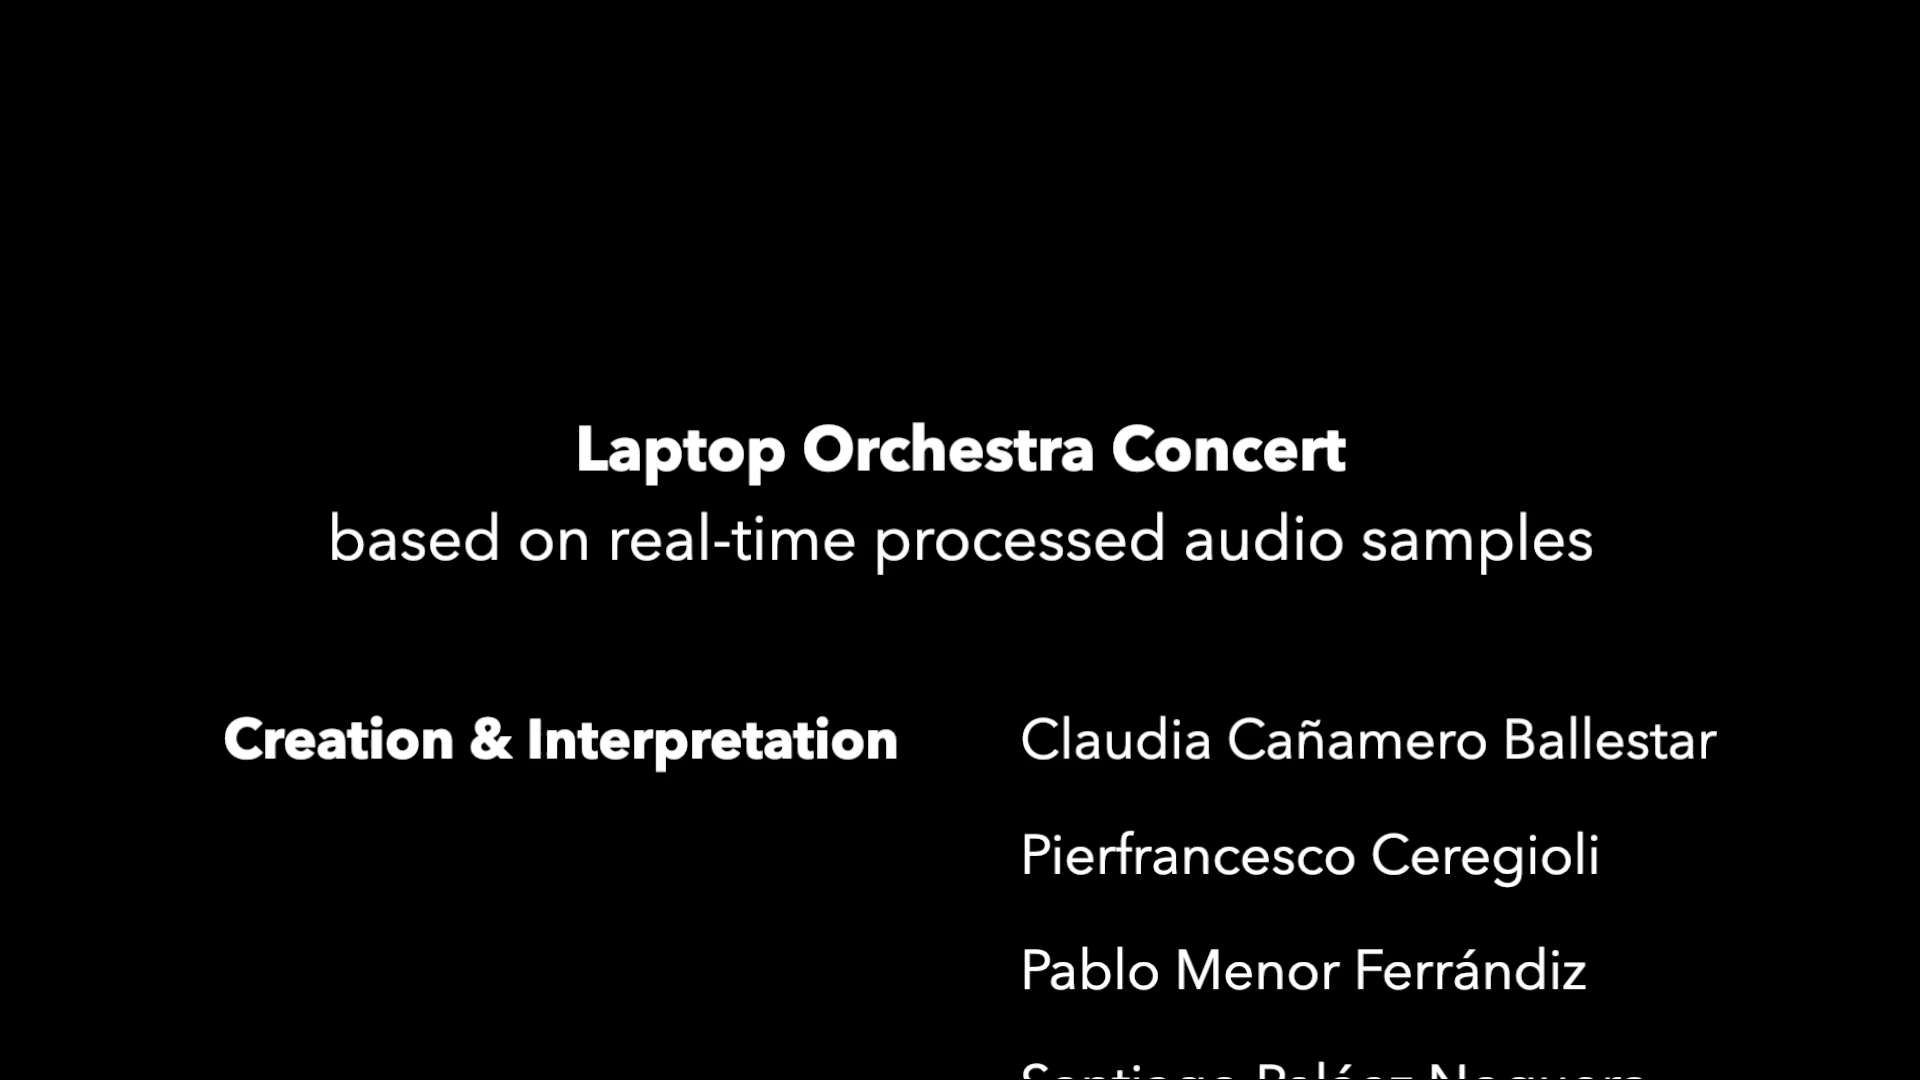 Laptop Orchestra Concert
based on real-time processed audio samples
Creation & Interpretation
Claudia Cañamero Ballestar
Pierfrancesco Ceregioli
Pablo Menor Ferrándiz
Santiago